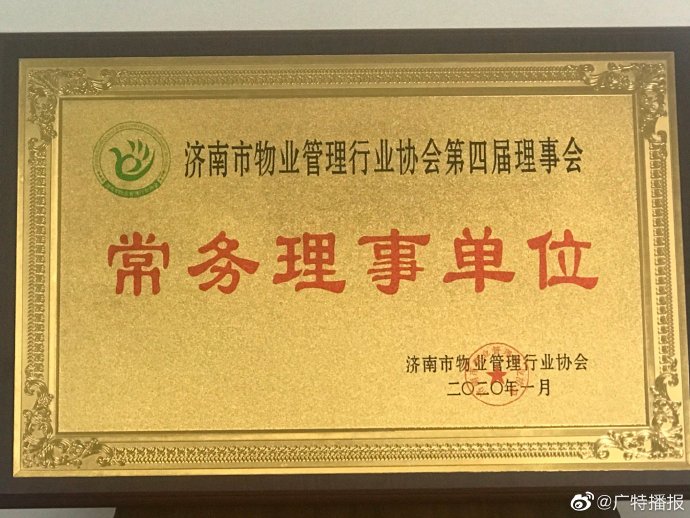 济南市物业管理行业协会第四届理事会
常务理事单位
济南市物业管理行业协会
二〇二〇年一月
@广特播报